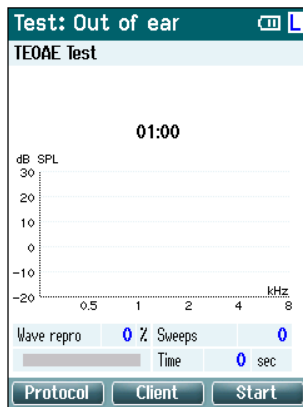 Test: Out of ear L
TEOAE Test
01:00
dB SPL
30
20
10
0
-10
-20
kHz
0.5 1 2 4 8
Wave repro 0 % Sweeps 0
Time 0 sec
Protocol Client Start